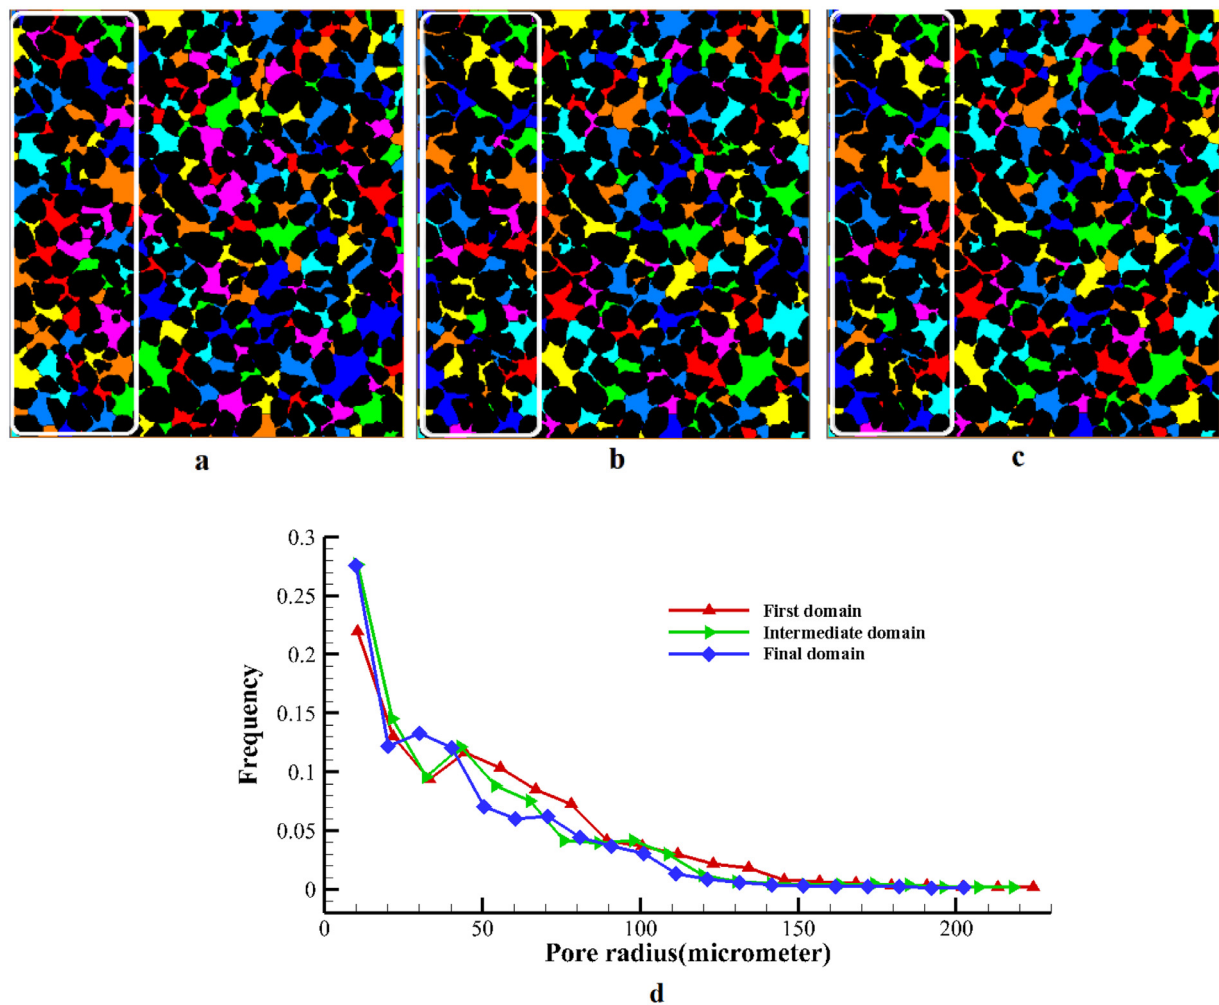 a
b
c
0.3
0.25
0.2
0.15
0.1
0.05
0
Frequency
First domain
Intermediate domain
Final domain
0 50 100 150 200
Pore radius(micrometer)
d